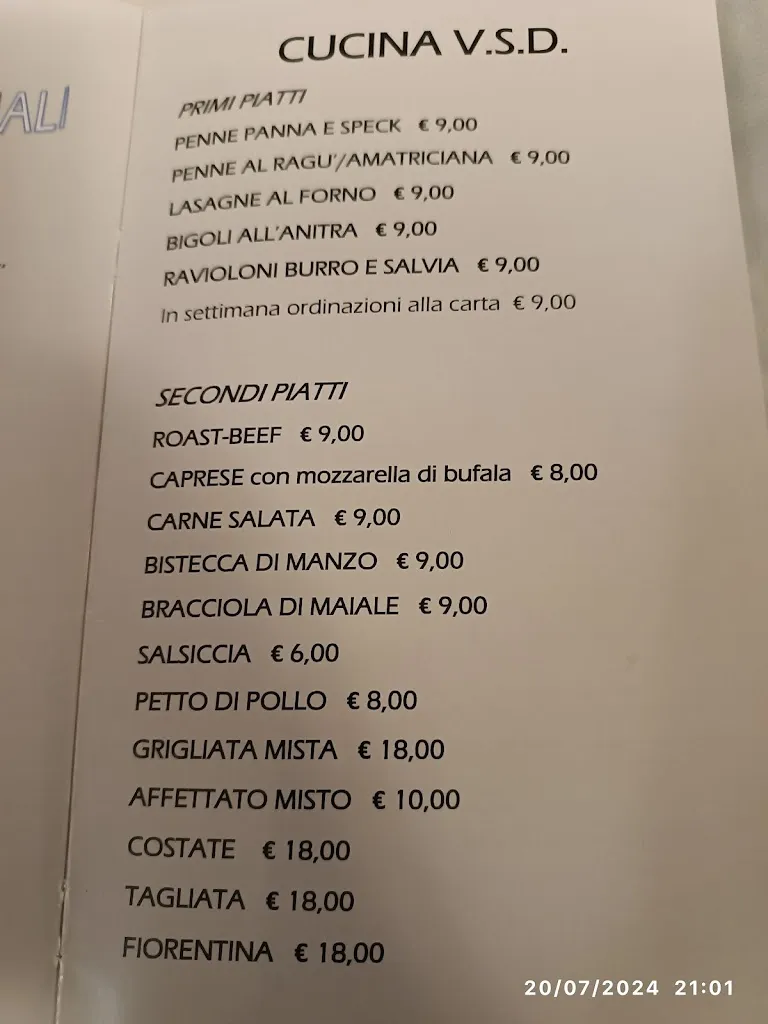 ALI
CUCINA V.S.D.
PRIMI PIATTI
PENNE PANNA E SPECK € 9,00
PENNE AL RAGU'/AMATRICIANA € 9,00
LASAGNE AL FORNO € 9,00
BIGOLI ALL'ANITRA € 9,00
RAVIOLONI BURRO E SALVIA € 9,00
In settimana ordinazioni alla carta € 9,00
SECONDI PIATTI
ROAST-BEEF € 9,00
CAPRESE con mozzarella di bufala € 8,00
CARNE SALATA € 9,00
BISTECCA DI MANZO € 9,00
BRACCIOLA DI MAIALE € 9,00
SALSICCIA € 6,00
PETTO DI POLLO € 8,00
GRIGLIATA MISTA € 18,00
AFFETTATO MISTO € 10,00
COSTATE € 18,00
TAGLIATA € 18,00
FIORENTINA € 18,00
20/07/2024 21:01